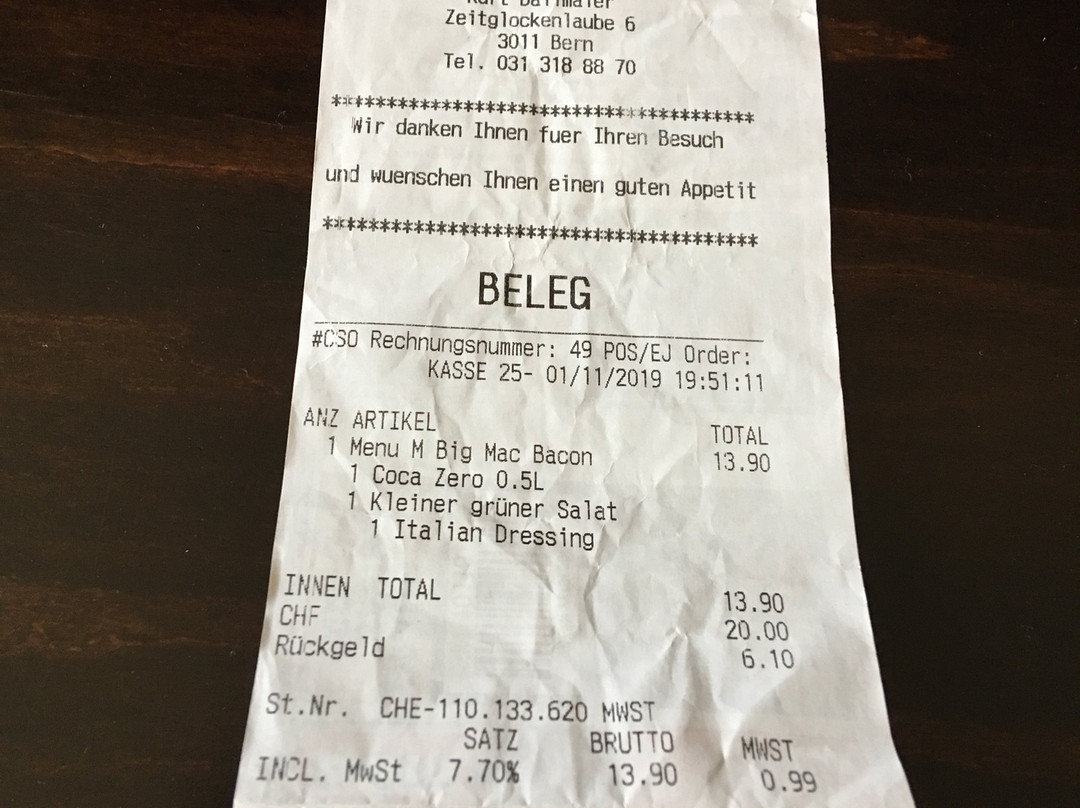 Zeitglockenlaube 6
3011 Bern
Tel. 031 318 88 70
***************************************
Wir danken Ihnen fuer Ihren Besuch
und wuenschen Ihnen einen guten Appetit
***************************************
BELEG
#CSO Rechnungsnummer: 49 POS/EJ Order:
KASSE 25- 01/11/2019 19:51:11
ANZ ARTIKEL TOTAL
1 Menu M Big Mac Bacon 13.90
1 Coca Zero 0.5L
1 Kleiner grüner Salat
1 Italian Dressing
INNEN TOTAL 13.90
CHF 20.00
Rückgeld 6.10
St.Nr. CHE-110.133.620 MWST
SATZ BRUTTO MWST
INCL. MwSt 7.70% 13.90 0.99